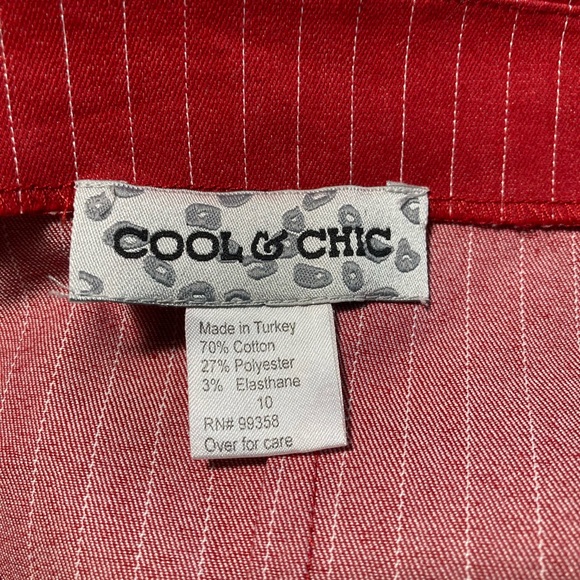 COOL & CHIC
Made in Turkey
70% Cotton
27% Polyester
3% Elasthane
10
RN# 99358
Over for care